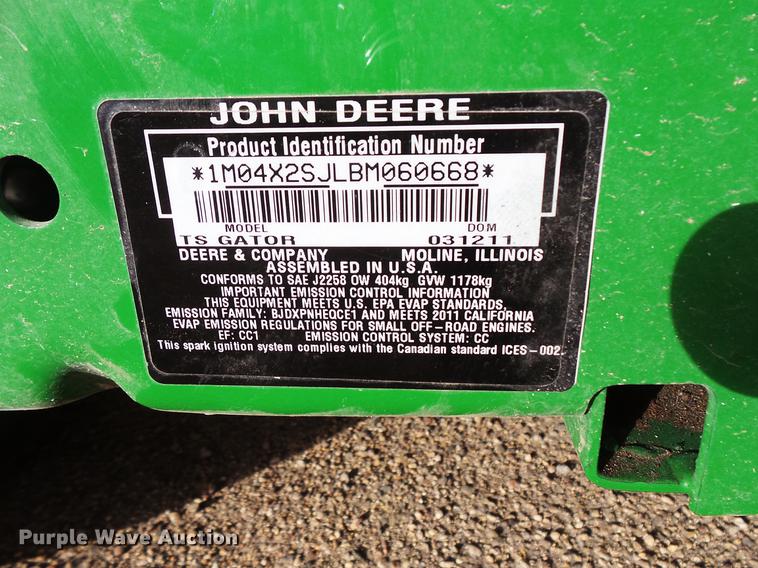 JOHN DEERE
Product Identification Number
*1M04X2SJLBM060668*
MODEL DOM
TS GATOR 031211
DEERE & COMPANY MOLINE, ILLINOIS
ASSEMBLED IN U.S.A.
CONFORMS TO SAE J2258 OW 404kg GVW 1178kg
IMPORTANT EMISSION CONTROL INFORMATION
THIS EQUIPMENT MEETS U.S. EPA EVAP STANDARDS.
EMISSION FAMILY: BJDXPNHEQCE1 AND MEETS 2011 CALIFORNIA
EVAP EMISSION REGULATIONS FOR SMALL OFF-ROAD ENGINES.
EF: CC1 EMISSION CONTROL SYSTEM: CC
This spark ignition system complies with the Canadian standard ICES-002.
Purple Wave Auction